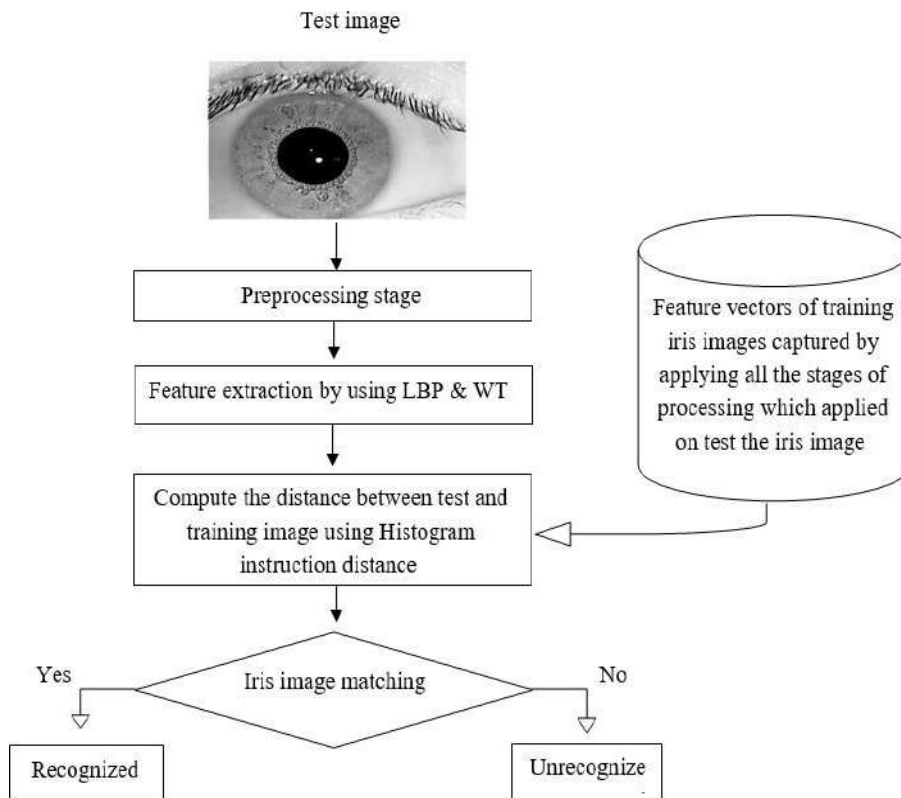 Test image
Preprocessing stage
Feature extraction by using LBP & WT
Feature vectors of training
iris images captured by
applying all the stages of
processing which applied
on test the iris image
Compute the distance between test and
training image using Histogram
instruction distance
Iris image matching
Yes
No
Recognized
Unrecognize